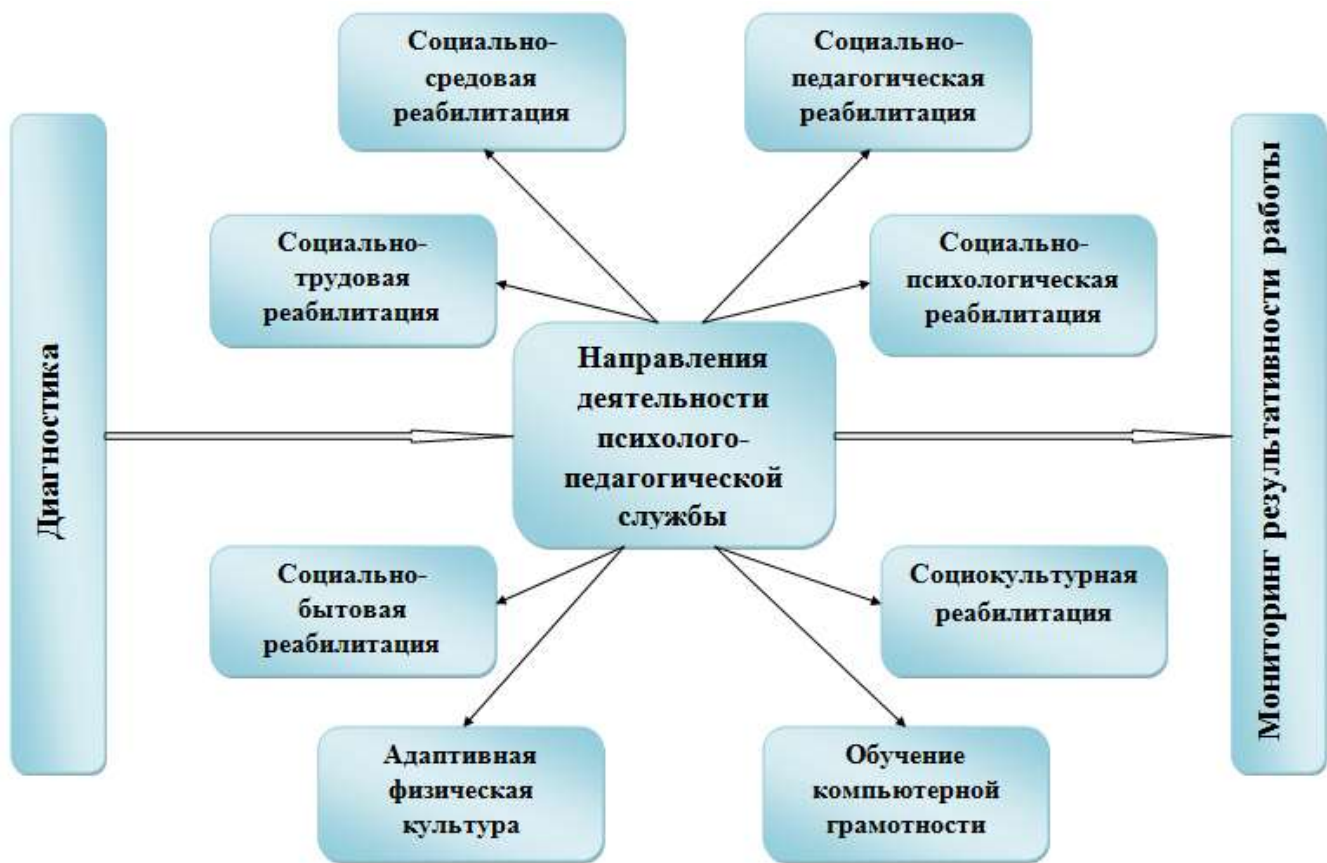 Социально-
средовая
реабилитация
Социально-
педагогическая
реабилитация
Социально-
трудовая
реабилитация
Социально-
психологическая
реабилитация
Диагностика
Направления
деятельности
психолого-
педагогической
службы
Мониторинг результативности работы
Социально-
бытовая
реабилитация
Социокультурная
реабилитация
Адаптивная
физическая
культура
Обучение
компьютерной
грамотности